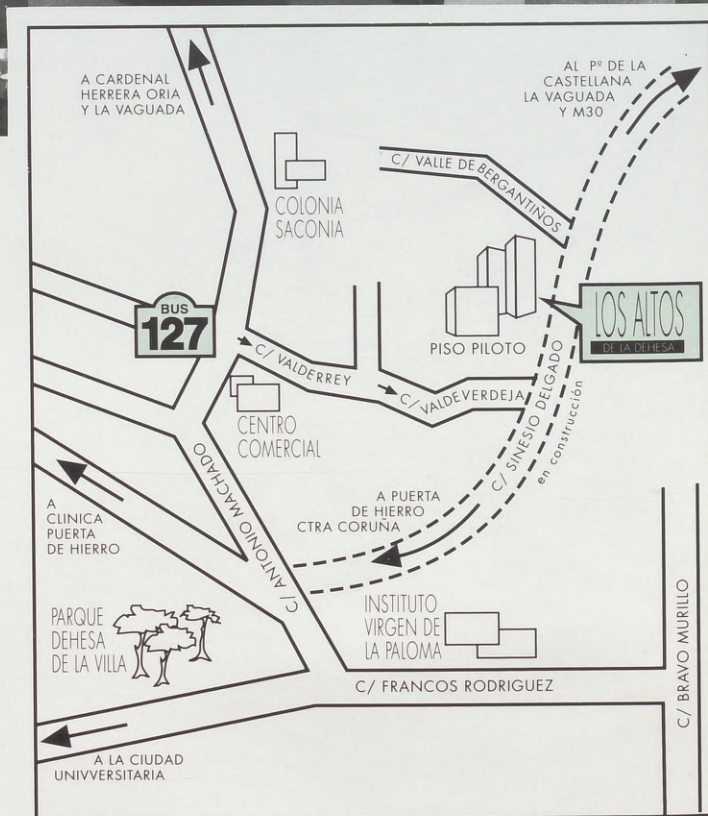 A CARDENAL
HERRERA ORIA
Y LA VAGUADA
AL Pº DE LA
CASTELLANA
LA VAGUADA
Y M30
C/ VALLE DE BERGANTIÑOS
COLONIA
SACONIA
BUS
127
LOS ALTOS
DE LA DEHESA
PISO PILOTO
C/ VALDERREY
C/ VALDEVERDEJA
C/ SINESIO DELGADO
en construcción
CENTRO
COMERCIAL
A
CLINICA
PUERTA
DE HIERRO
C/ ANTONIO MACHADO
A PUERTA
DE HIERRO
CTRA CORUÑA
PARQUE
DEHESA
DE LA VILLA
INSTITUTO
VIRGEN DE
LA PALOMA
C/ BRAVO MURILLO
C/ FRANCOS RODRIGUEZ
A LA CIUDAD
UNIVVERSITARIA